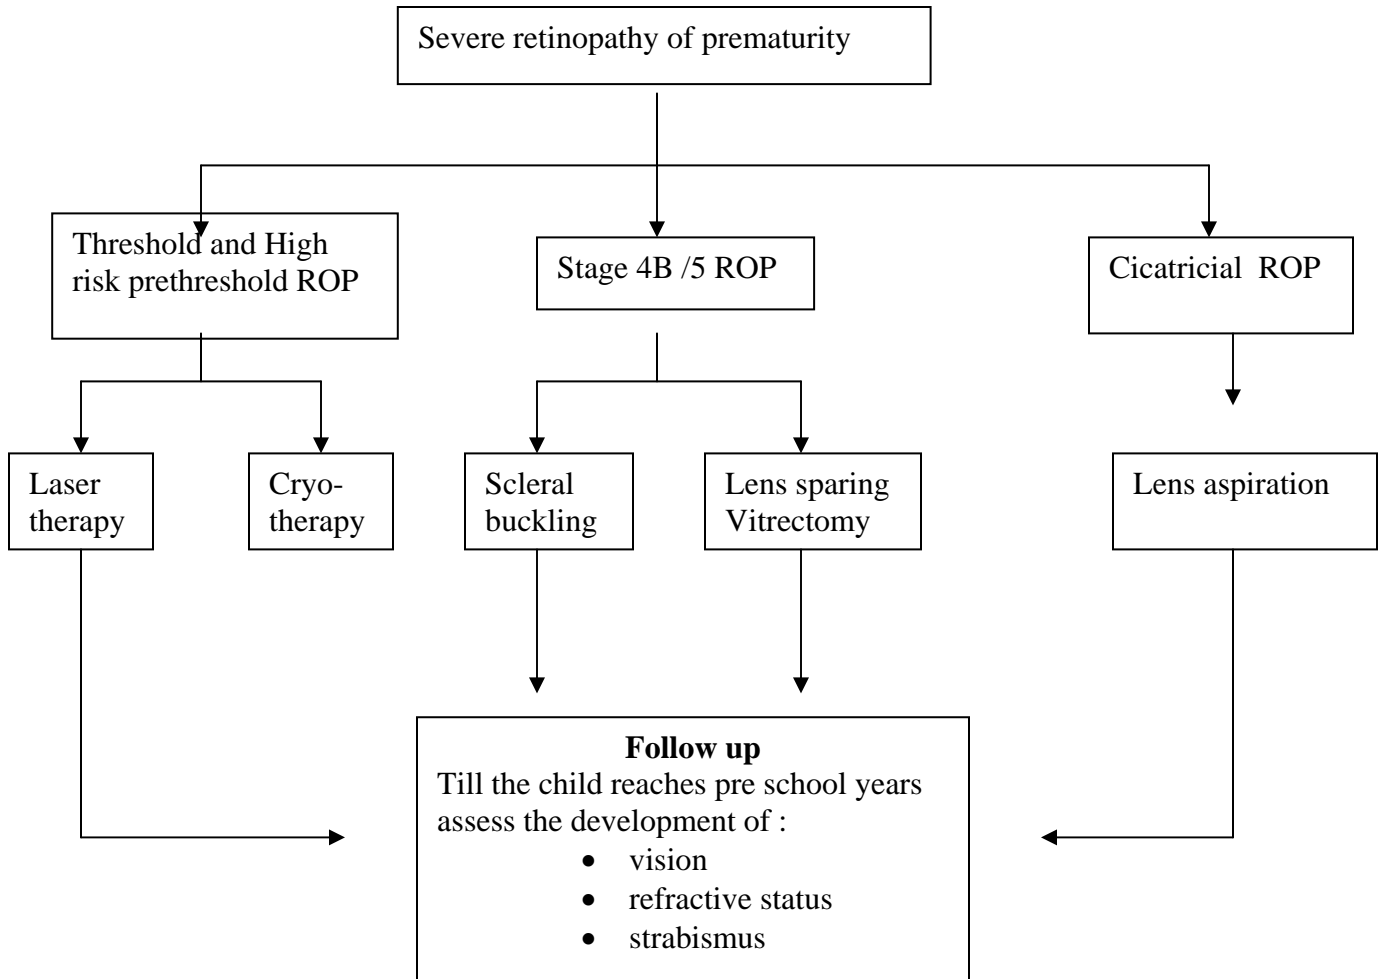 Severe retinopathy of prematurity
Threshold and High
risk prethreshold ROP
Stage 4B /5 ROP
Cicatricial ROP
Laser
therapy
Cryo-
therapy
Scleral
buckling
Lens sparing
Vitrectomy
Lens aspiration
Follow up
Till the child reaches pre school years
assess the development of :
• vision
• refractive status
• strabismus